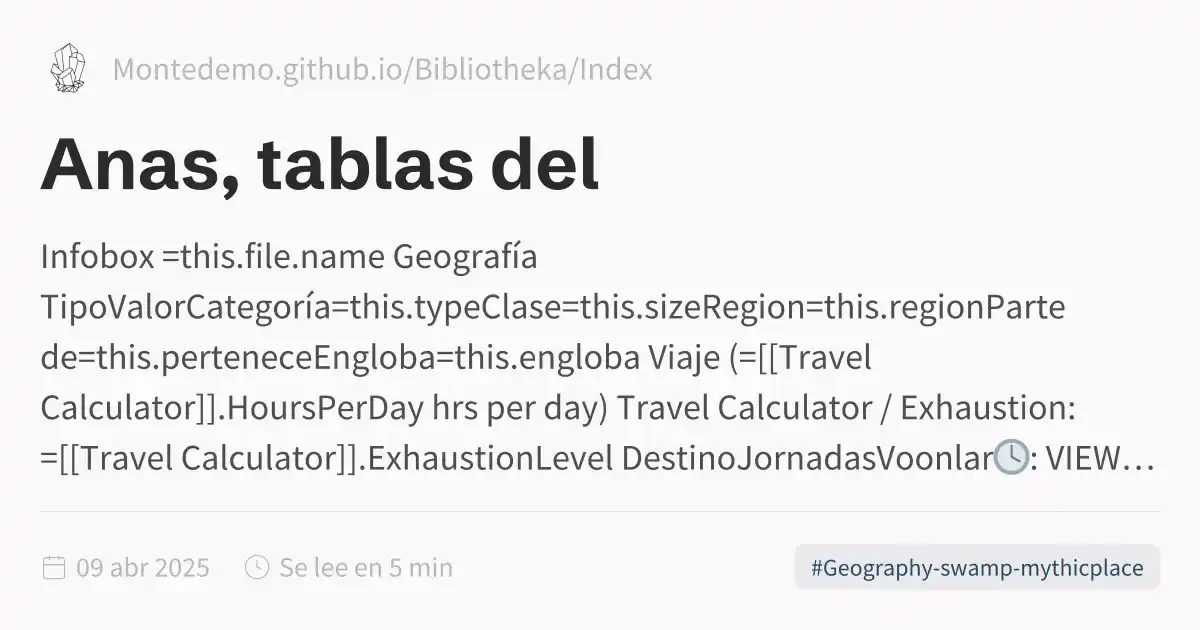 Montedemo.github.io/Bibliotheka/Index
Anas, tablas del
Infobox =this.file.name Geografía
TipoValorCategoría=this.typeClase=this.sizeRegion=this.regionParte
de=this.perteneceEngloba=this.engloba Viaje (=[[Travel
Calculator]].HoursPerDay hrs per day) Travel Calculator / Exhaustion:
=[[Travel Calculator]].ExhaustionLevel DestinoJornadasVoonlar🕓: VIEW…
09 abr 2025 Se lee en 5 min #Geography-swamp-mythicplace